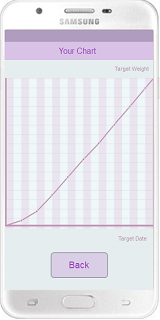 SAMSUNG
Your Chart
Target Weight
Target Date
Back